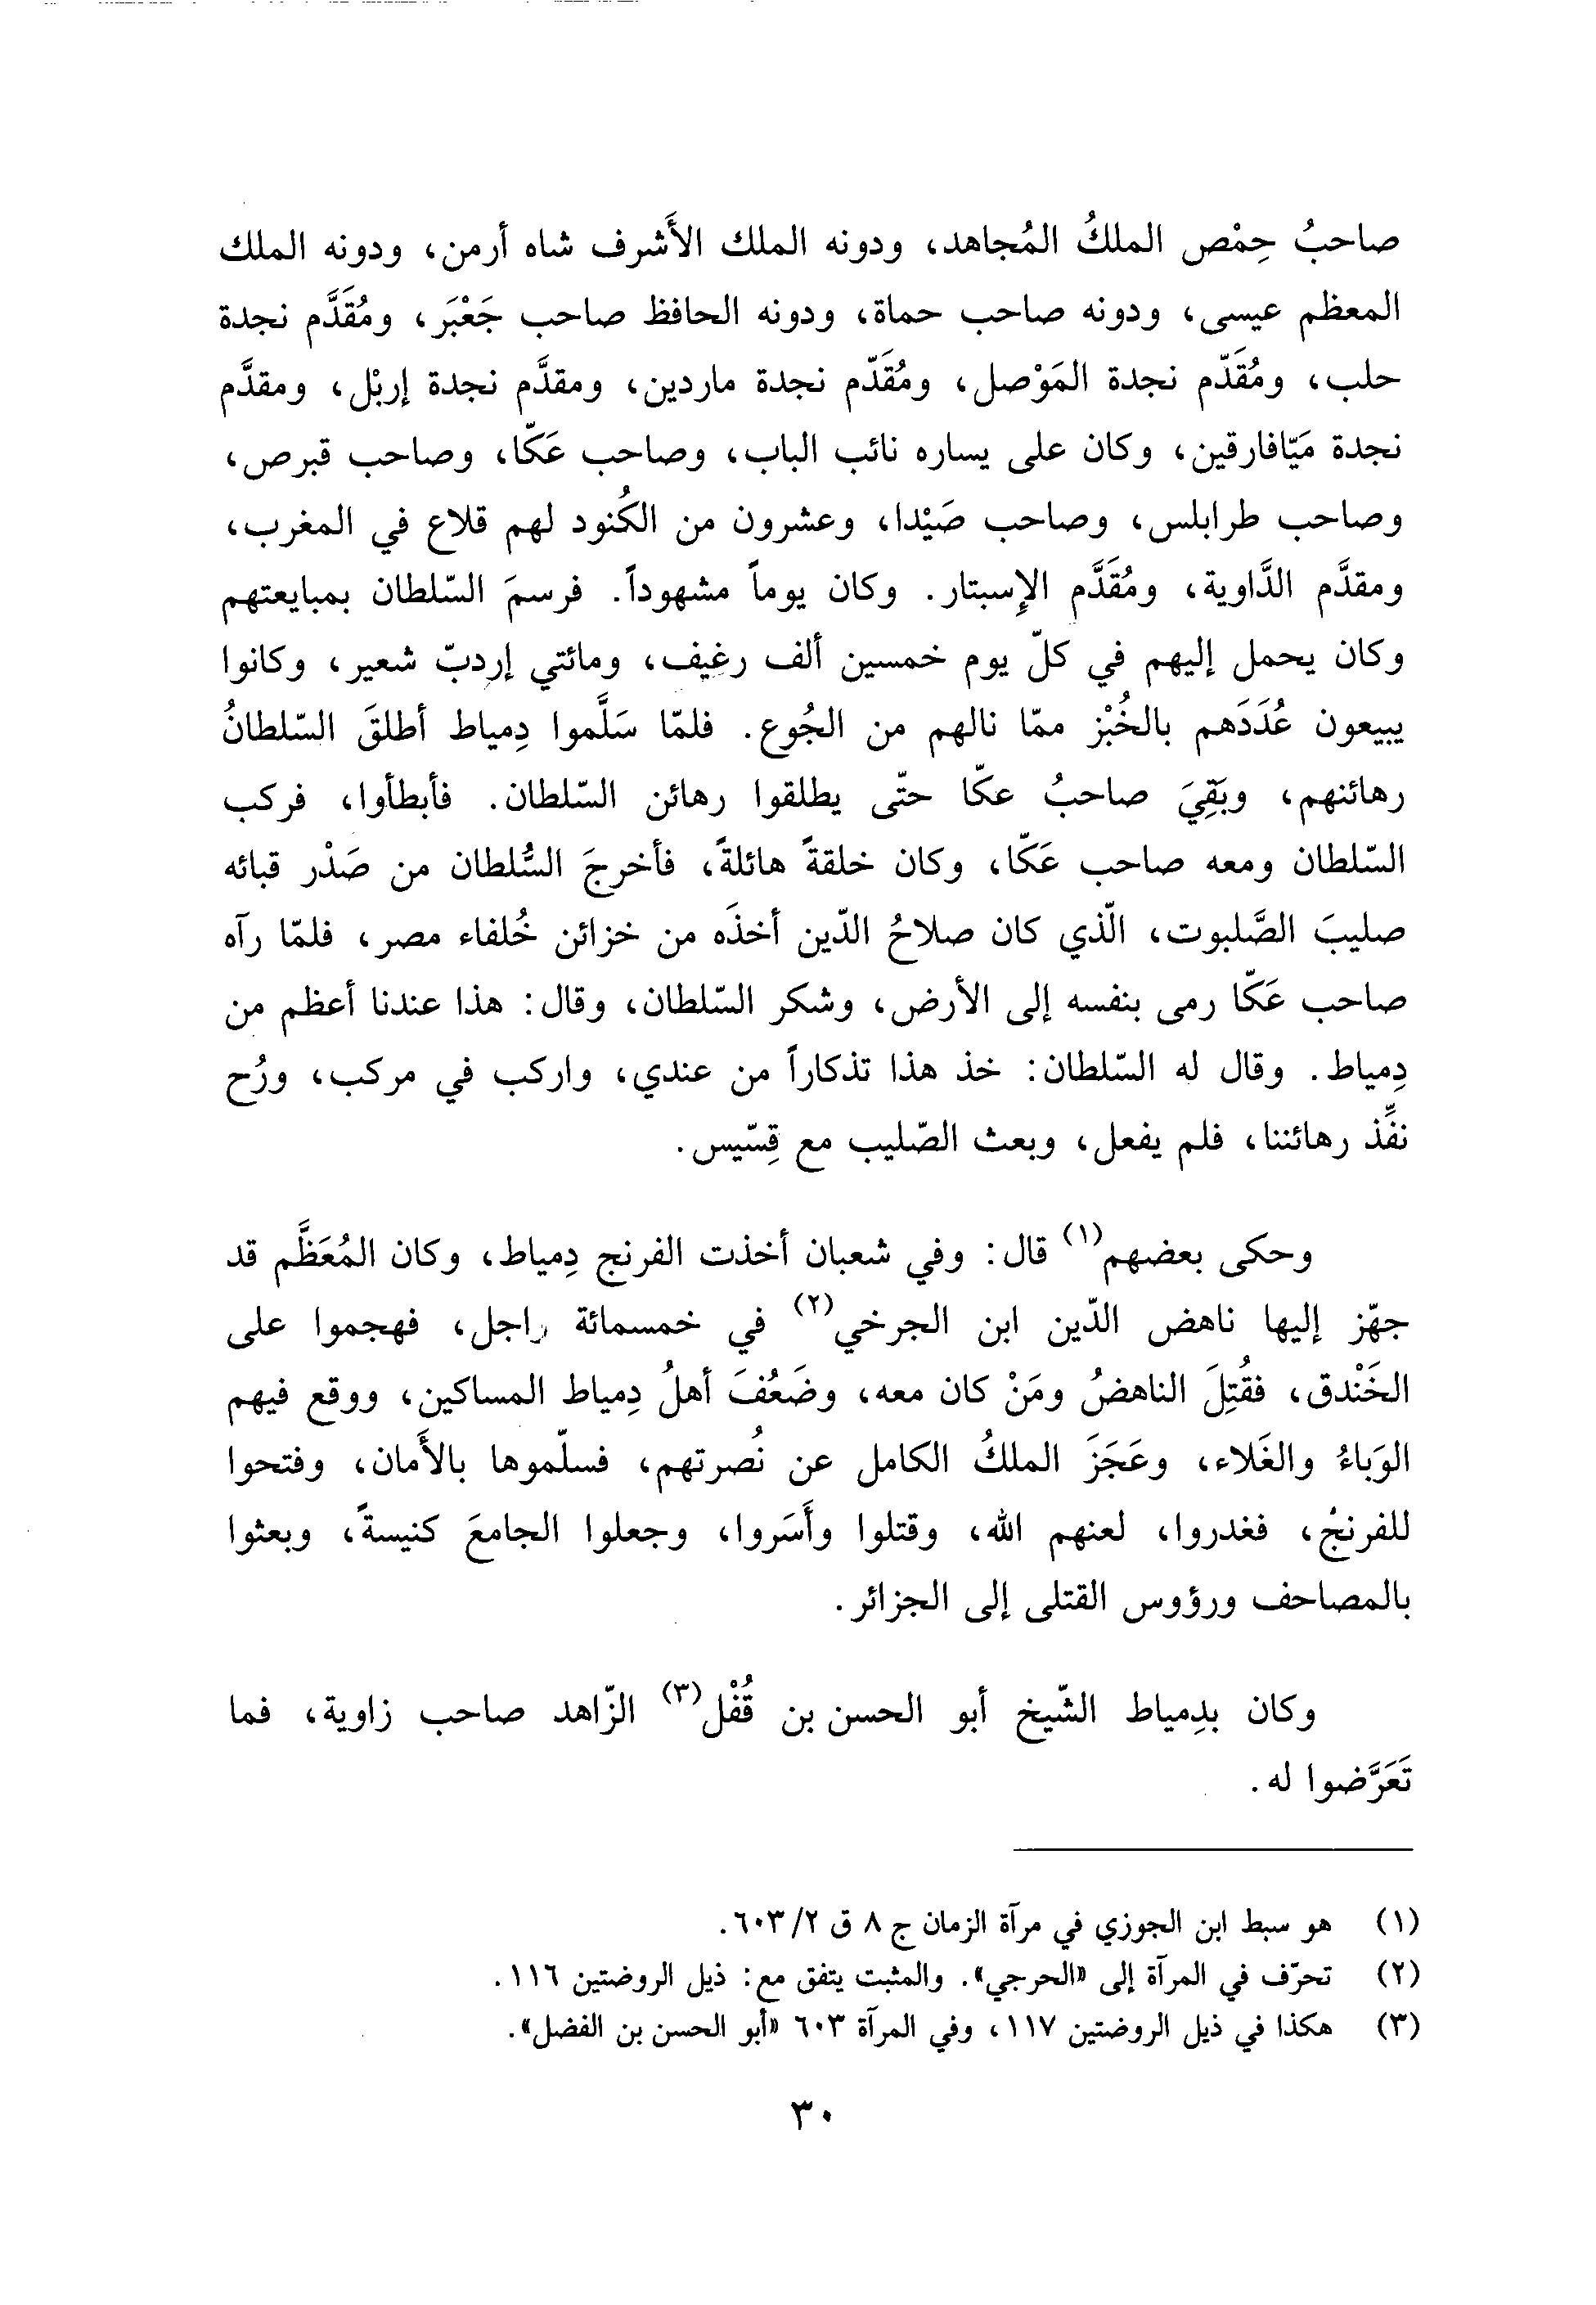 صاحبُ حِمْص الملكُ المُجاهد، ودونه الملك الأَشرف شاه أرمن، ودونه الملك
المعظم عيسى، ودونه صاحب حماة، ودونه الحافظ صاحب جَعْبَر، ومُقَدَّم نجدة
حلب، ومُقَدّم نجدة المَوْصل، ومُقَدّم نجدة ماردين، ومقدَّم نجدة إربْل، ومقدَّم
نجدة مَيّافارقين، وكان على يساره نائب الباب، وصاحب عَكّا، وصاحب قبرص،
وصاحب طرابلس، وصاحب صَيْدا، وعشرون من الكُنود لهم قلاع في المغرب،
ومقدَّم الدَّاوية، ومُقَدَّم الإِسبتار. وكان يوماً مشهوداً. فرسمَ السّلطان بمبايعتهم
وكان يحمل إليهم في كلّ يوم خمسين ألف رغيف، ومائتي إردبّ شعير، وكانوا
يبيعون عُدَدَهم بالخُبْز ممّا نالهم من الجُوع. فلمّا سَلَّموا دِمياط أطلقَ السّلطانُ
رهائنهم، وبَقِيَ صاحبُ عكّا حتّى يطلقوا رهائن السّلطان. فأبطأوا، فركب
السّلطان ومعه صاحب عَكّا، وكان خلقةً هائلةً، فأخرجَ السُّلطان من صَدْر قبائه
صليبَ الصَّلبوت، الّذي كان صلاحُ الدّين أخذَه من خزائن خُلفاء مصر، فلمّا رآه
صاحب عَكّا رمى بنفسه إلى الأرض، وشكر السّلطان، وقال: هذا عندنا أعظم من
دِمياط. وقال له السّلطان: خذ هذا تذكاراً من عندي، واركب في مركب، ورُح
نفِّذ رهائننا، فلم يفعل، وبعث الصّليب مع قِسّيس.
وحكى بعضهم(١) قال: وفي شعبان أخذت الفرنج دِمياط، وكان المُعَظَّم قد
جهّز إليها ناهض الدّين ابن الجرخي(٢) في خمسمائة راجل، فهجموا على
الخَنْدق، فقُتِلَ الناهضُ ومَنْ كان معه، وضَعُفَ أهلُ دِمياط المساكين، ووقع فيهم
الوَباءُ والغَلاء، وعَجَزَ الملكُ الكامل عن نُصرتهم، فسلّموها بالأَمان، وفتحوا
للفرنج، فغدروا، لعنهم الله، وقتلوا وأَسَروا، وجعلوا الجامعَ كنيسةً، وبعثوا
بالمصاحف ورؤوس القتلى إلى الجزائر.
وكان بدِمياط الشّيخ أبو الحسن بن قُفْل(٣) الزّاهد صاحب زاوية، فما
تَعَرَّضوا له.
(١) هو سبط ابن الجوزي في مرآة الزمان ج ٨ ق ٢/ ٦٠٣.
(٢) تحرّف في المرآة إلى «الحرجي». والمثبت يتفق مع: ذيل الروضتين ١١٦.
(٣) هكذا في ذيل الروضتين ١١٧، وفي المرآة ٦٠٣ «أبو الحسن بن الفضل».
٣٠